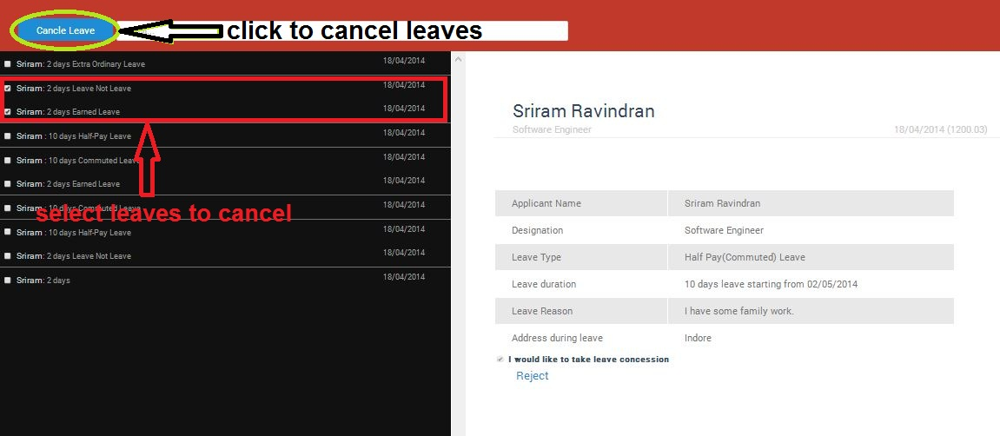 Cancle Leave
click to cancel leaves
Sriram: 2 days Extra Ordinary Leave 18/04/2014
Sriram: 2 days Leave Not Leave 18/04/2014
Sriram: 2 days Earned Leave 18/04/2014
Sriram : 10 days Half-Pay Leave 18/04/2014
Sriram : 10 days Commuted Leave 18/04/2014
Sriram: 2 days Earned Leave 18/04/2014
Sriram : 10 days Commuted Leave 18/04/2014
select leaves to cancel
Sriram : 10 days Half-Pay Leave 18/04/2014
Sriram: 2 days Leave Not Leave 18/04/2014
Sriram: 2 days 18/04/2014
Sriram Ravindran
Software Engineer 18/04/2014 (1200.03)
Applicant Name Sriram Ravindran
Designation Software Engineer
Leave Type Half Pay(Commuted) Leave
Leave duration 10 days leave starting from 02/05/2014
Leave Reason I have some family work.
Address during leave Indore
I would like to take leave concession
Reject